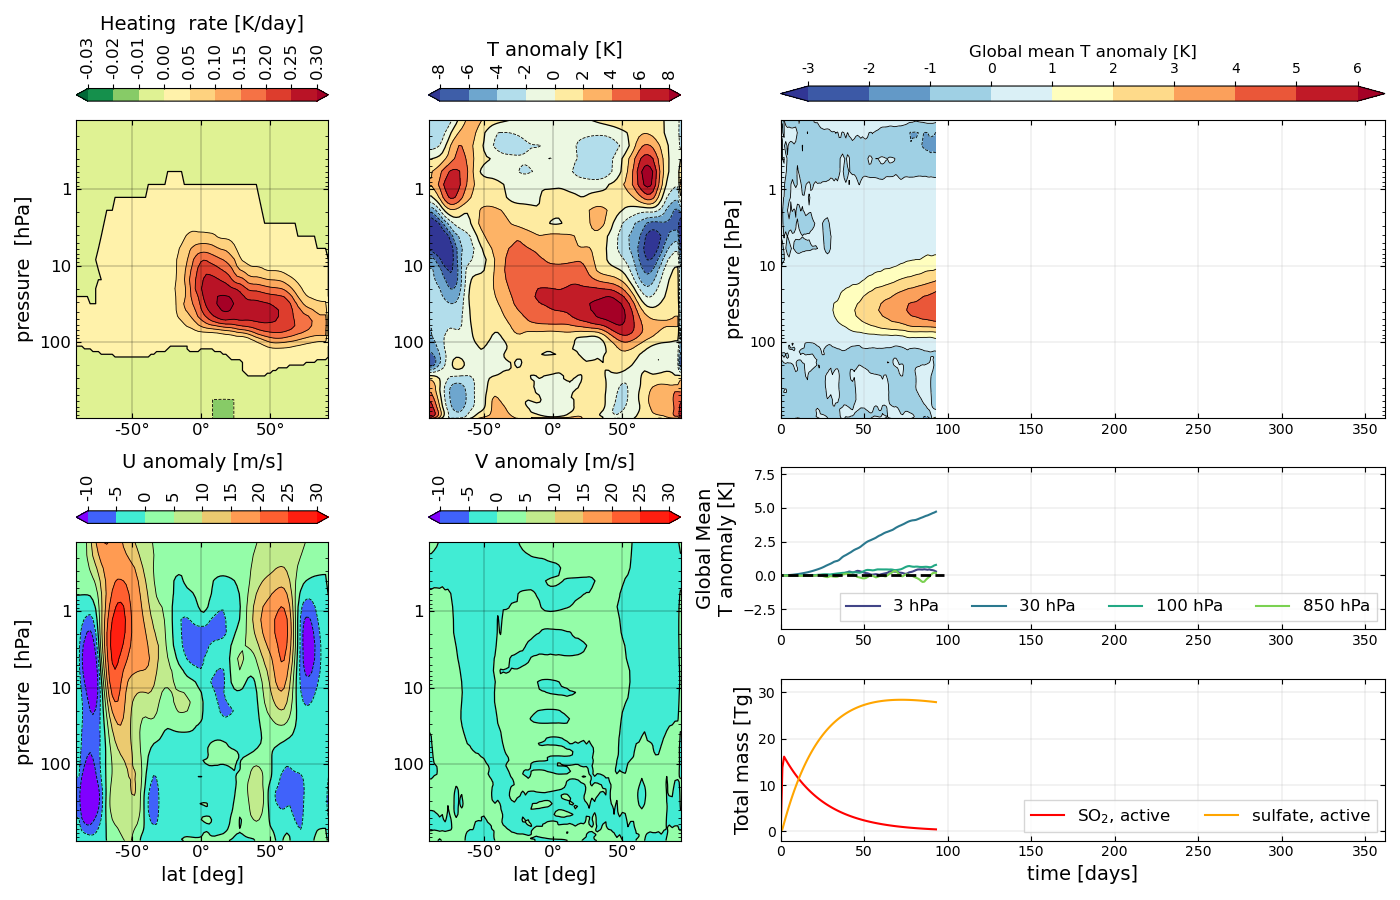 Heating  rate [K/day]
-0.03 -0.02 -0.01 0.00 0.05 0.10 0.15 0.20 0.25 0.30
pressure  [hPa]
1
10
100
-50° 0° 50°
T anomaly [K]
-8 -6 -4 -2 0 2 4 6 8
1
10
100
-50° 0° 50°
Global mean T anomaly [K]
-3 -2 -1 0 1 2 3 4 5 6
pressure  [hPa]
1
10
100
0 50 100 150 200 250 300 350
U anomaly [m/s]
-10 -5 0 5 10 15 20 25 30
pressure  [hPa]
1
10
100
-50° 0° 50°
lat [deg]
V anomaly [m/s]
-10 -5 0 5 10 15 20 25 30
1
10
100
-50° 0° 50°
lat [deg]
Global Mean
T anomaly [K]
7.5
5.0
2.5
0.0
−2.5
3 hPa 30 hPa 100 hPa 850 hPa
0 50 100 150 200 250 300 350
Total mass [Tg]
30
20
10
0
SO₂, active sulfate, active
0 50 100 150 200 250 300 350
time [days]